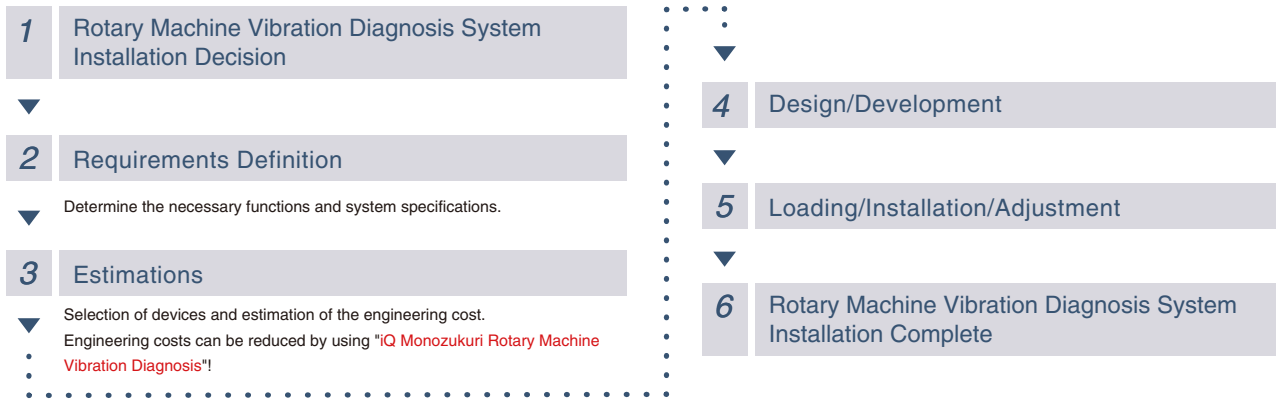 1
Rotary Machine Vibration Diagnosis System
Installation Decision
2
Requirements Definition
Determine the necessary functions and system specifications.
3
Estimations
Selection of devices and estimation of the engineering cost.
Engineering costs can be reduced by using "iQ Monozukuri Rotary Machine
Vibration Diagnosis"!
4
Design/Development
5
Loading/Installation/Adjustment
6
Rotary Machine Vibration Diagnosis System
Installation Complete